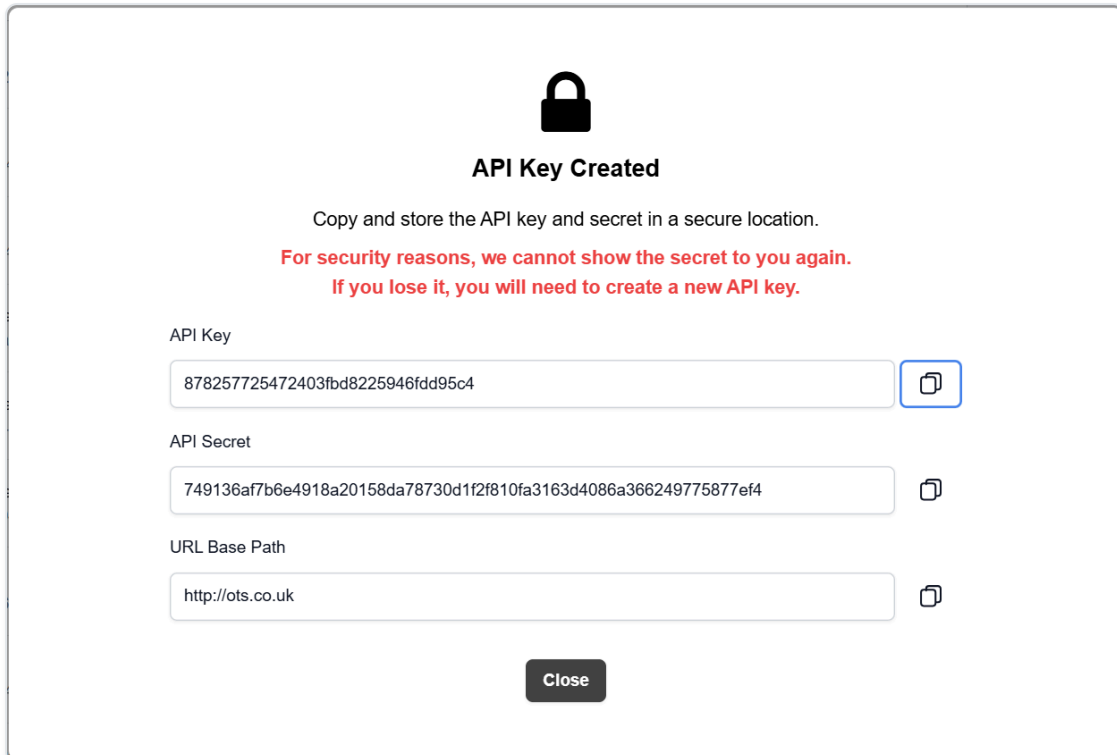 API Key Created
Copy and store the API key and secret in a secure location.
For security reasons, we cannot show the secret to you again.
If you lose it, you will need to create a new API key.
API Key
878257725472403fbd8225946fdd95c4
API Secret
749136af7b6e4918a20158da78730d1f2f810fa3163d4086a366249775877ef4
URL Base Path
http://ots.co.uk
Close